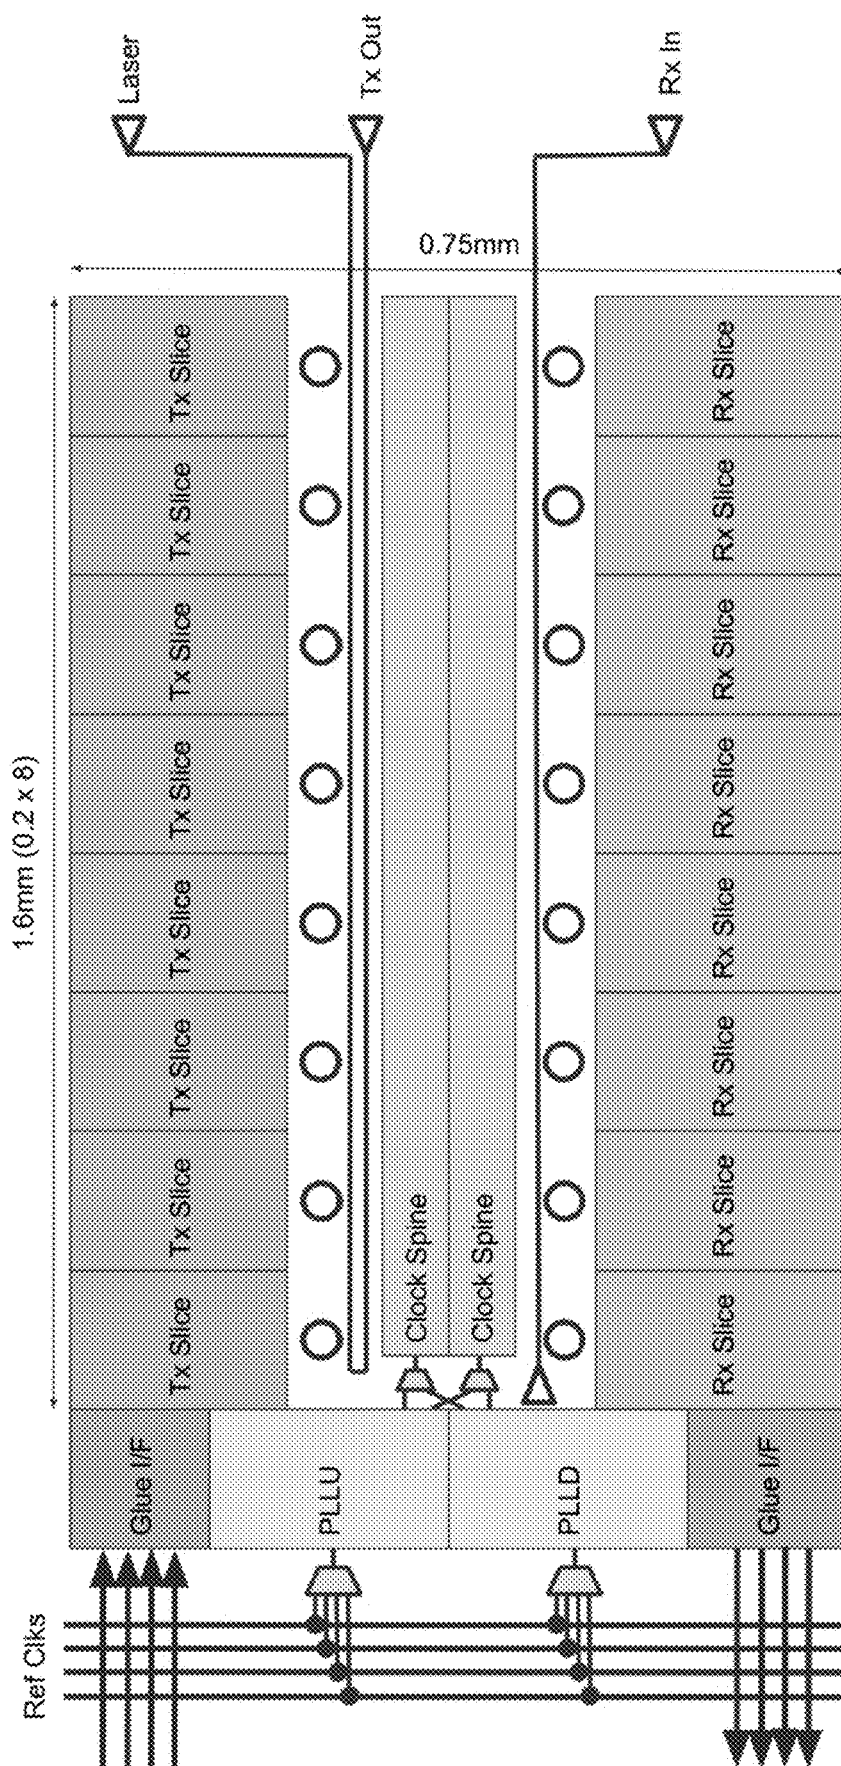 Laser
Tx Out
Rx In
0.75mm
1.6mm (0.2 x 8)
Tx Slice
Tx Slice
Tx Slice
Tx Slice
Tx Slice
Tx Slice
Tx Slice
Tx Slice
Clock Spine
Clock Spine
Rx Slice
Rx Slice
Rx Slice
Rx Slice
Rx Slice
Rx Slice
Rx Slice
Rx Slice
Glue I/F
PLLU
PLLD
Glue I/F
Ref Clks